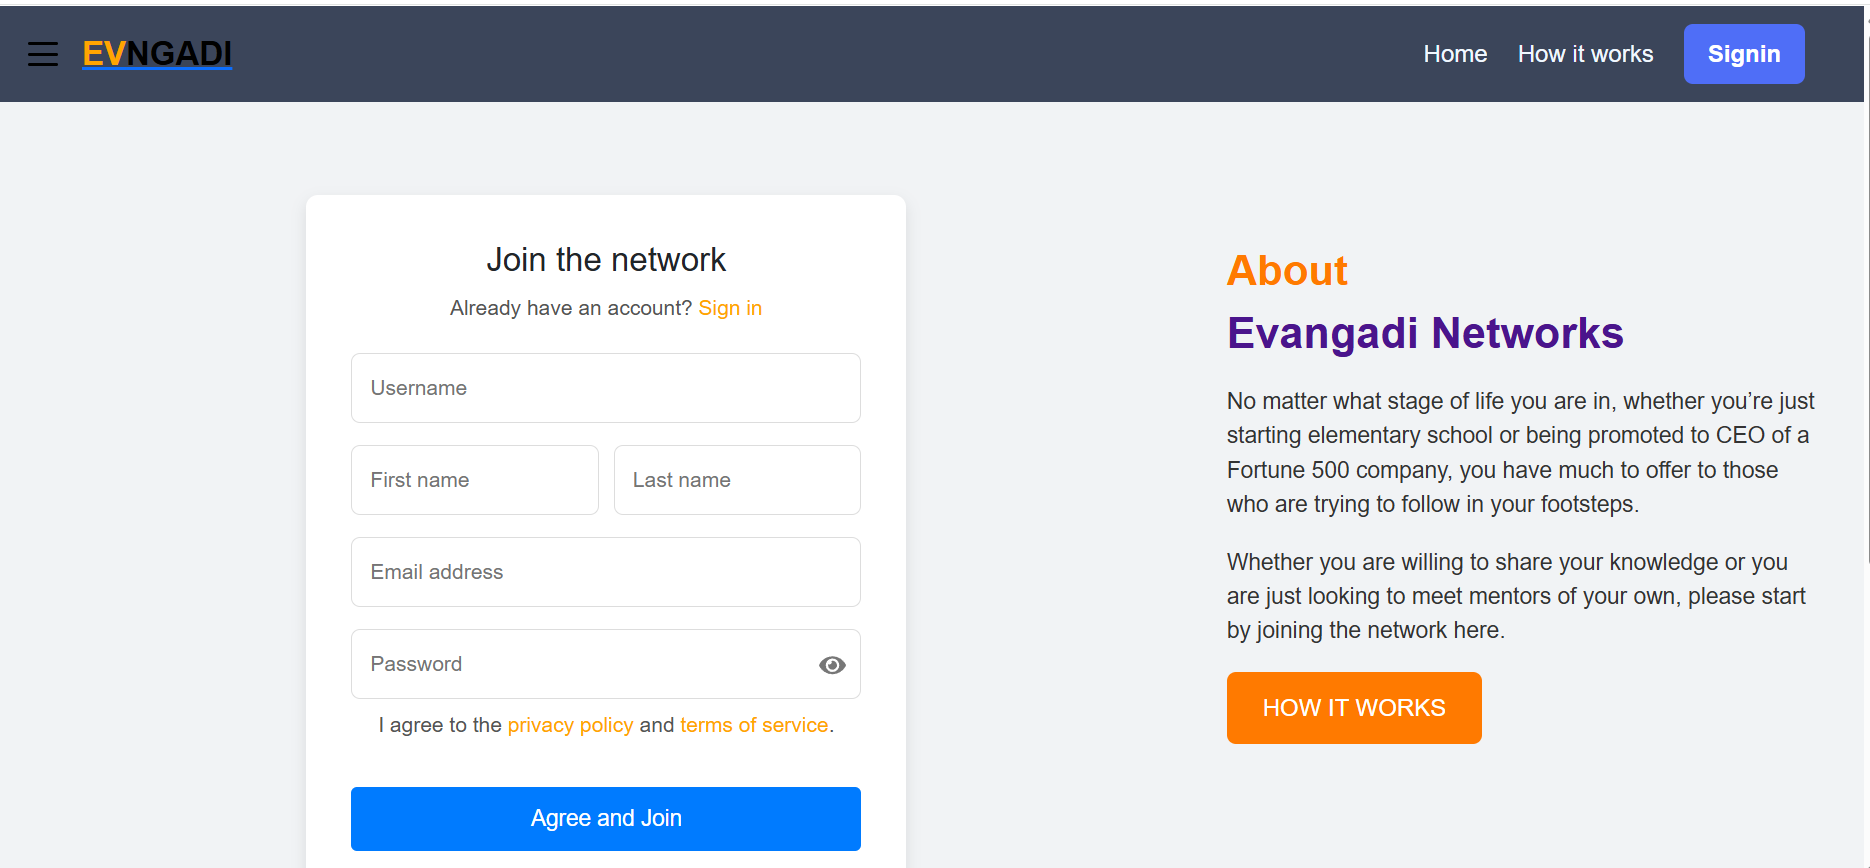 EVNGADI
Home
How it works
Signin
Join the network
Already have an account? Sign in
Username
First name
Last name
Email address
Password
I agree to the privacy policy and terms of service.
Agree and Join
About
Evangadi Networks
No matter what stage of life you are in, whether you’re just
starting elementary school or being promoted to CEO of a
Fortune 500 company, you have much to offer to those
who are trying to follow in your footsteps.
Whether you are willing to share your knowledge or you
are just looking to meet mentors of your own, please start
by joining the network here.
HOW IT WORKS